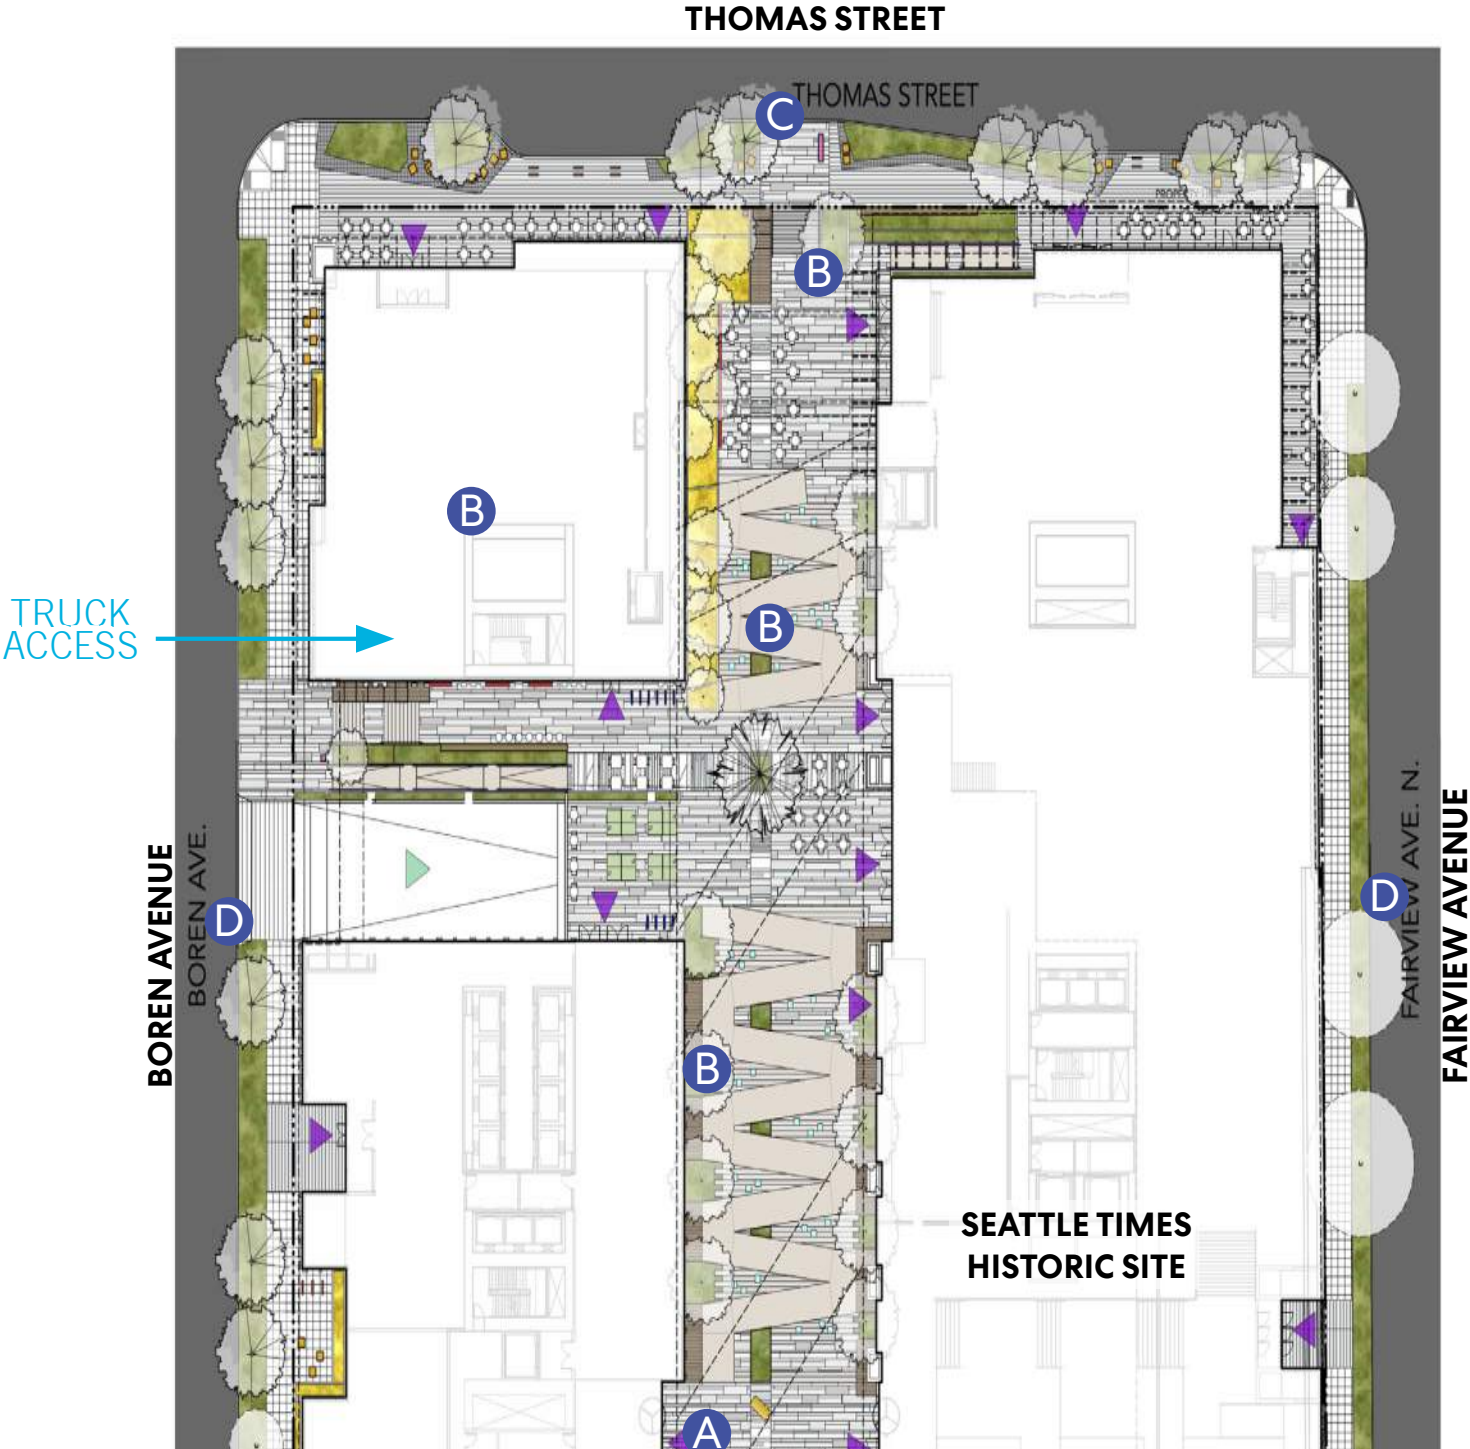 THOMAS STREET
THOMAS STREET
C
B
B
TRUCK
ACCESS
B
BOREN AVENUE
BOREN AVE.
D
D
FAIRVIEW AVE. N.
FAIRVIEW AVENUE
B
SEATTLE TIMES
HISTORIC SITE
A